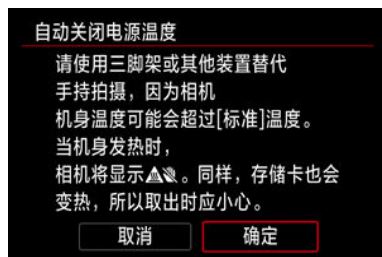 自动关闭电源温度
请使用三脚架或其他装置替代
手持拍摄，因为相机
机身温度可能会超过[标准]温度。
当机身发热时，
相机将显示。同样，存储卡也会
变热，所以取出时应小心。
取消
确定